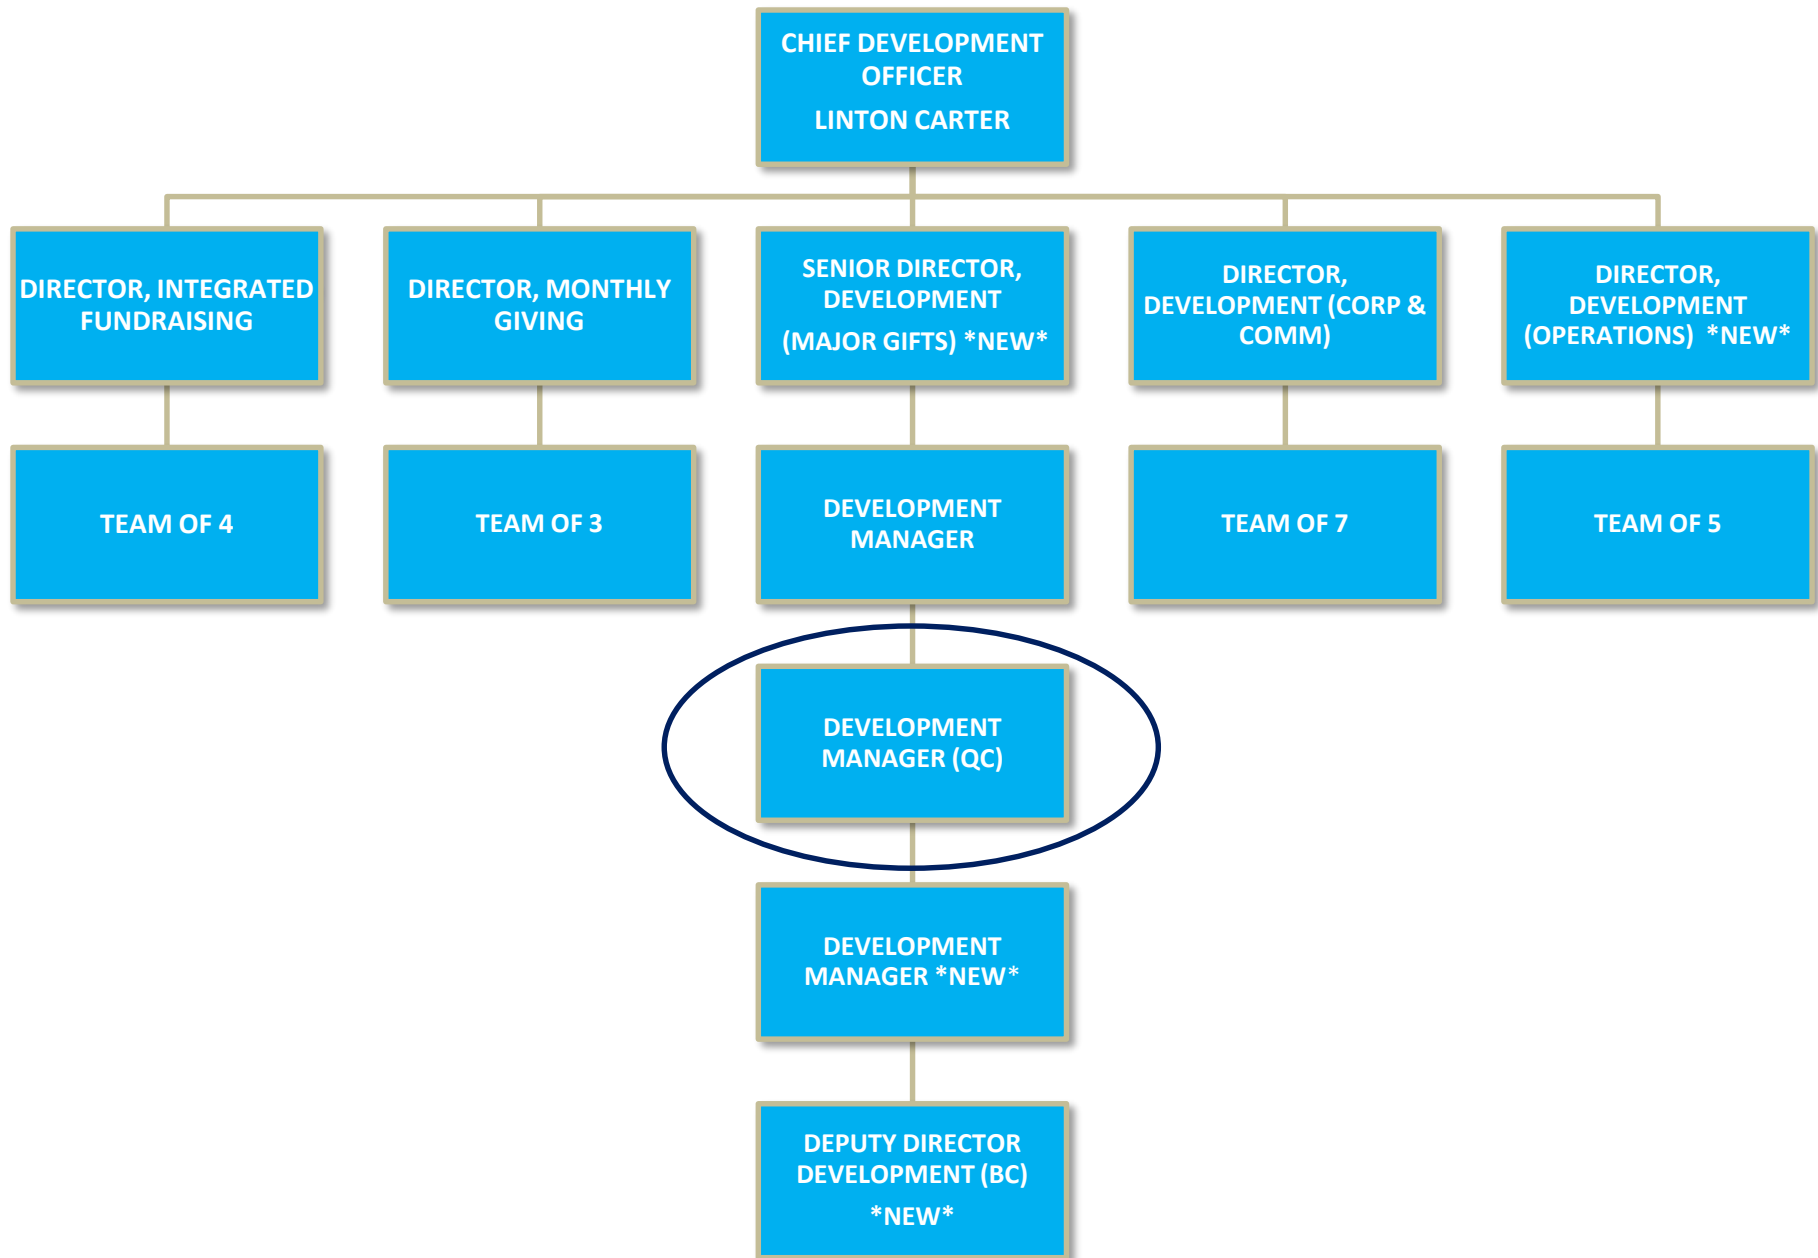 CHIEF DEVELOPMENT
OFFICER
LINTON CARTER
DIRECTOR, INTEGRATED
FUNDRAISING
DIRECTOR, MONTHLY
GIVING
SENIOR DIRECTOR,
DEVELOPMENT
(MAJOR GIFTS) *NEW*
DIRECTOR,
DEVELOPMENT (CORP &
COMM)
DIRECTOR,
DEVELOPMENT
(OPERATIONS) *NEW*
TEAM OF 4
TEAM OF 3
DEVELOPMENT
MANAGER
TEAM OF 7
TEAM OF 5
DEVELOPMENT
MANAGER (QC)
DEVELOPMENT
MANAGER *NEW*
DEPUTY DIRECTOR
DEVELOPMENT (BC)
*NEW*